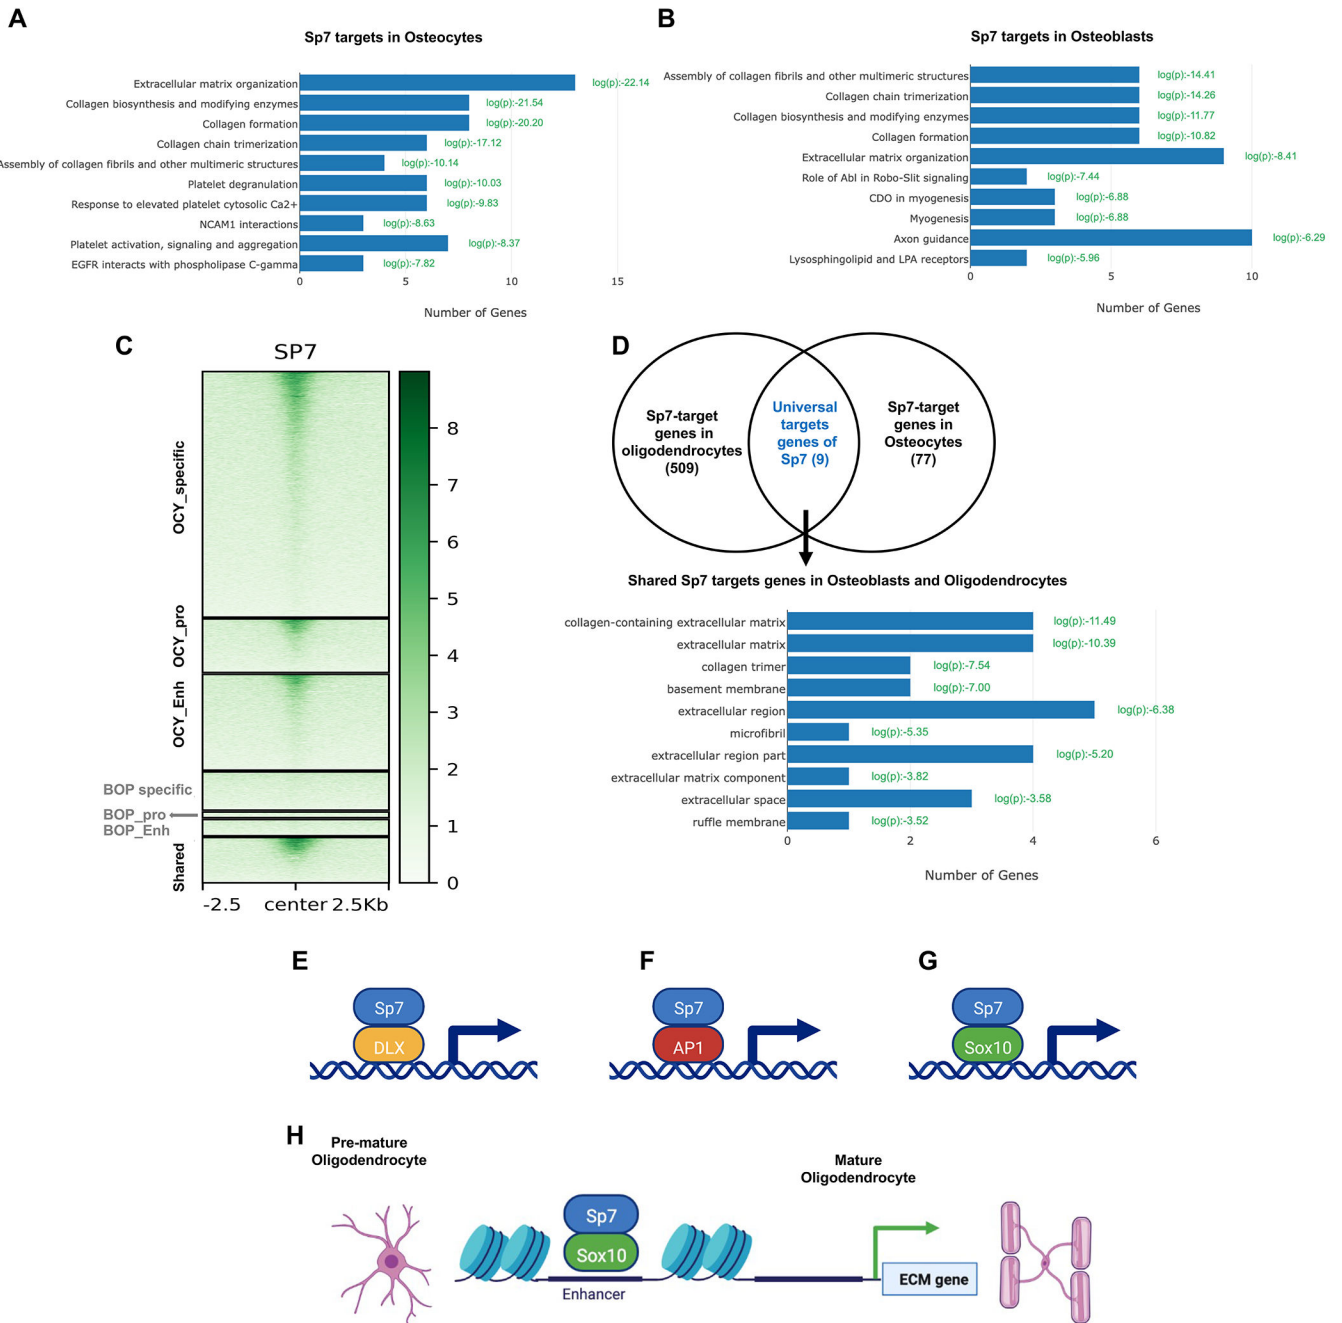 A
Sp7 targets in Osteocytes
Extracellular matrix organization
log(p):-22.14
Collagen biosynthesis and modifying enzymes
log(p):-21.54
Collagen formation
log(p):-20.20
Collagen chain trimerization
log(p):-17.12
Assembly of collagen fibrils and other multimeric structures
log(p):-10.14
Platelet degranulation
log(p):-10.03
Response to elevated platelet cytosolic Ca2+
log(p):-9.83
NCAM1 interactions
log(p):-8.63
Platelet activation, signaling and aggregation
log(p):-8.37
EGFR interacts with phospholipase C-gamma
log(p):-7.82
0 5 10 15
Number of Genes
B
Sp7 targets in Osteoblasts
Assembly of collagen fibrils and other multimeric structures
log(p):-14.41
Collagen chain trimerization
log(p):-14.26
Collagen biosynthesis and modifying enzymes
log(p):-11.77
Collagen formation
log(p):-10.82
Extracellular matrix organization
log(p):-8.41
Role of Abl in Robo-Slit signaling
log(p):-7.44
CDO in myogenesis
log(p):-6.88
Myogenesis
log(p):-6.88
Axon guidance
log(p):-6.29
Lysosphingolipid and LPA receptors
log(p):-5.96
0 5 10
Number of Genes
C
SP7
OCY_specific
OCY_pro
OCY_Enh
BOP specific
BOP_pro
BOP_Enh
Shared
-2.5 center 2.5Kb
8
7
6
5
4
3
2
1
0
D
Sp7-target
genes in
oligodendrocytes
(509)
Universal
targets
genes of
Sp7 (9)
Sp7-target
genes in
Osteocytes
(77)
Shared Sp7 targets genes in Osteoblasts and Oligodendrocytes
collagen-containing extracellular matrix
log(p):-11.49
extracellular matrix
log(p):-10.39
collagen trimer
log(p):-7.54
basement membrane
log(p):-7.00
extracellular region
log(p):-6.38
microfibril
log(p):-5.35
extracellular region part
log(p):-5.20
extracellular matrix component
log(p):-3.82
extracellular space
log(p):-3.58
ruffle membrane
log(p):-3.52
0 2 4 6
Number of Genes
E
Sp7
DLX
F
Sp7
AP1
G
Sp7
Sox10
H
Pre-mature
Oligodendrocyte
Sp7
Sox10
Enhancer
Mature
Oligodendrocyte
ECM gene